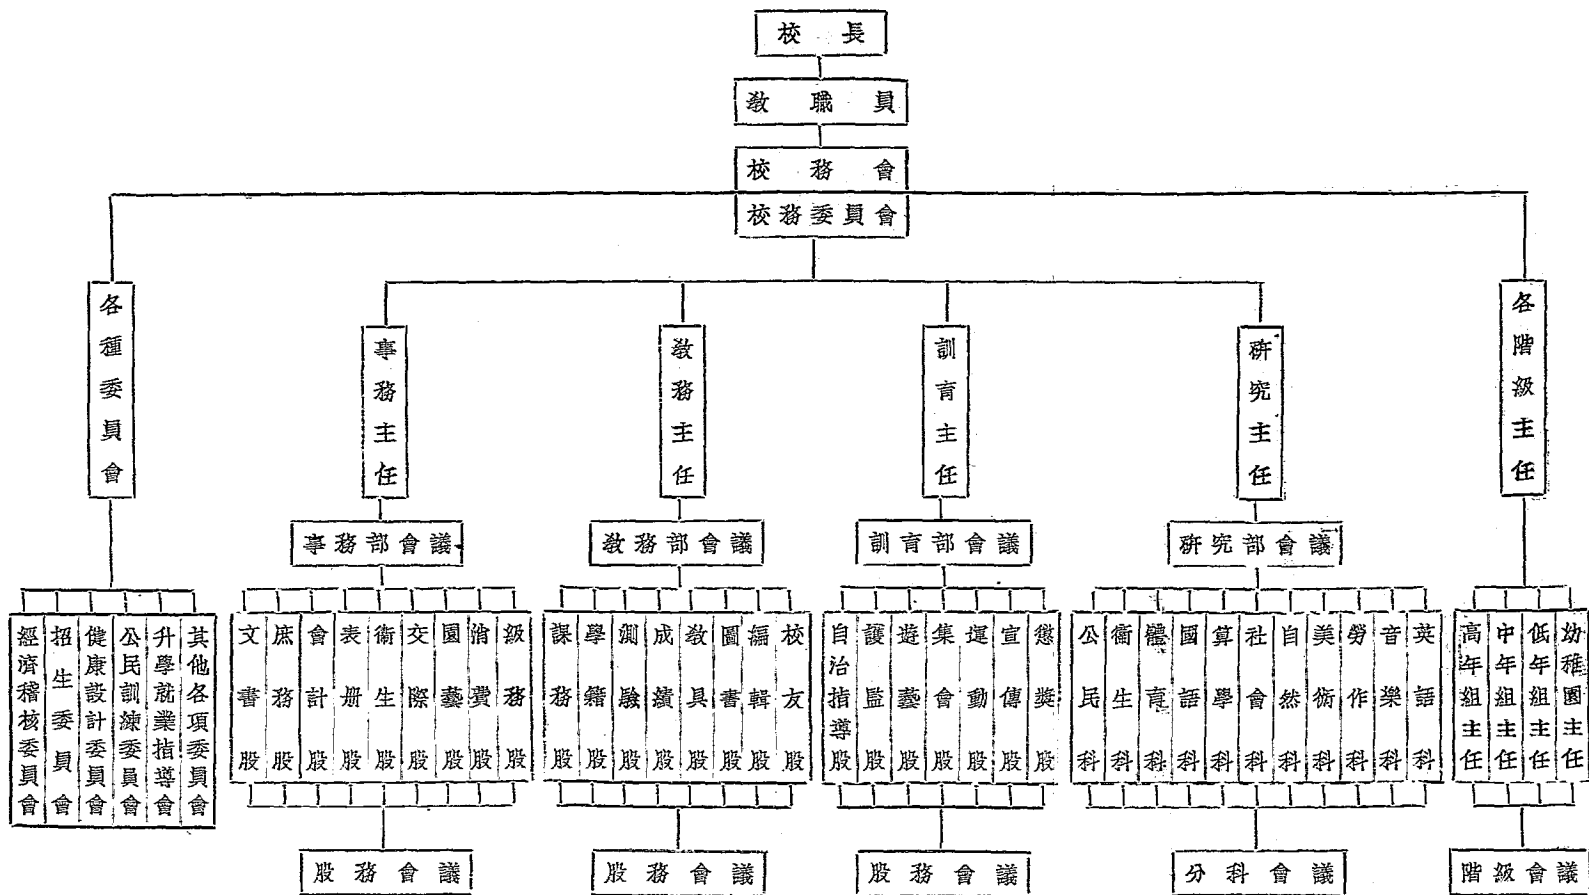 校長
教職員
校務會
校務委員會
各種委員會
事務主任
教務主任
訓育主任
研究主任
各階級主任
事務部會議
教務部會議
訓育部會議
研究部會議
經濟稽核委員會
招生委員會
健康設計委員會
公民訓練委員會
升學就業指導會
其他各項委員會
文書股
庶務股
會計股
表册股
衛生股
交際股
園藝股
消費股
級務股
課務股
學籍股
測驗股
成績股
教具股
圖書股
編輯股
校友股
自治指導股
護監股
遊藝股
集會股
運動股
宣傳股
懲獎股
公民科
衛生科
體育科
國語科
算學科
社會科
自然科
美術科
勞作科
音樂科
英語科
高年組主任
中年組主任
低年組主任
幼稚園主任
股務會議
股務會議
股務會議
分科會議
階級會議